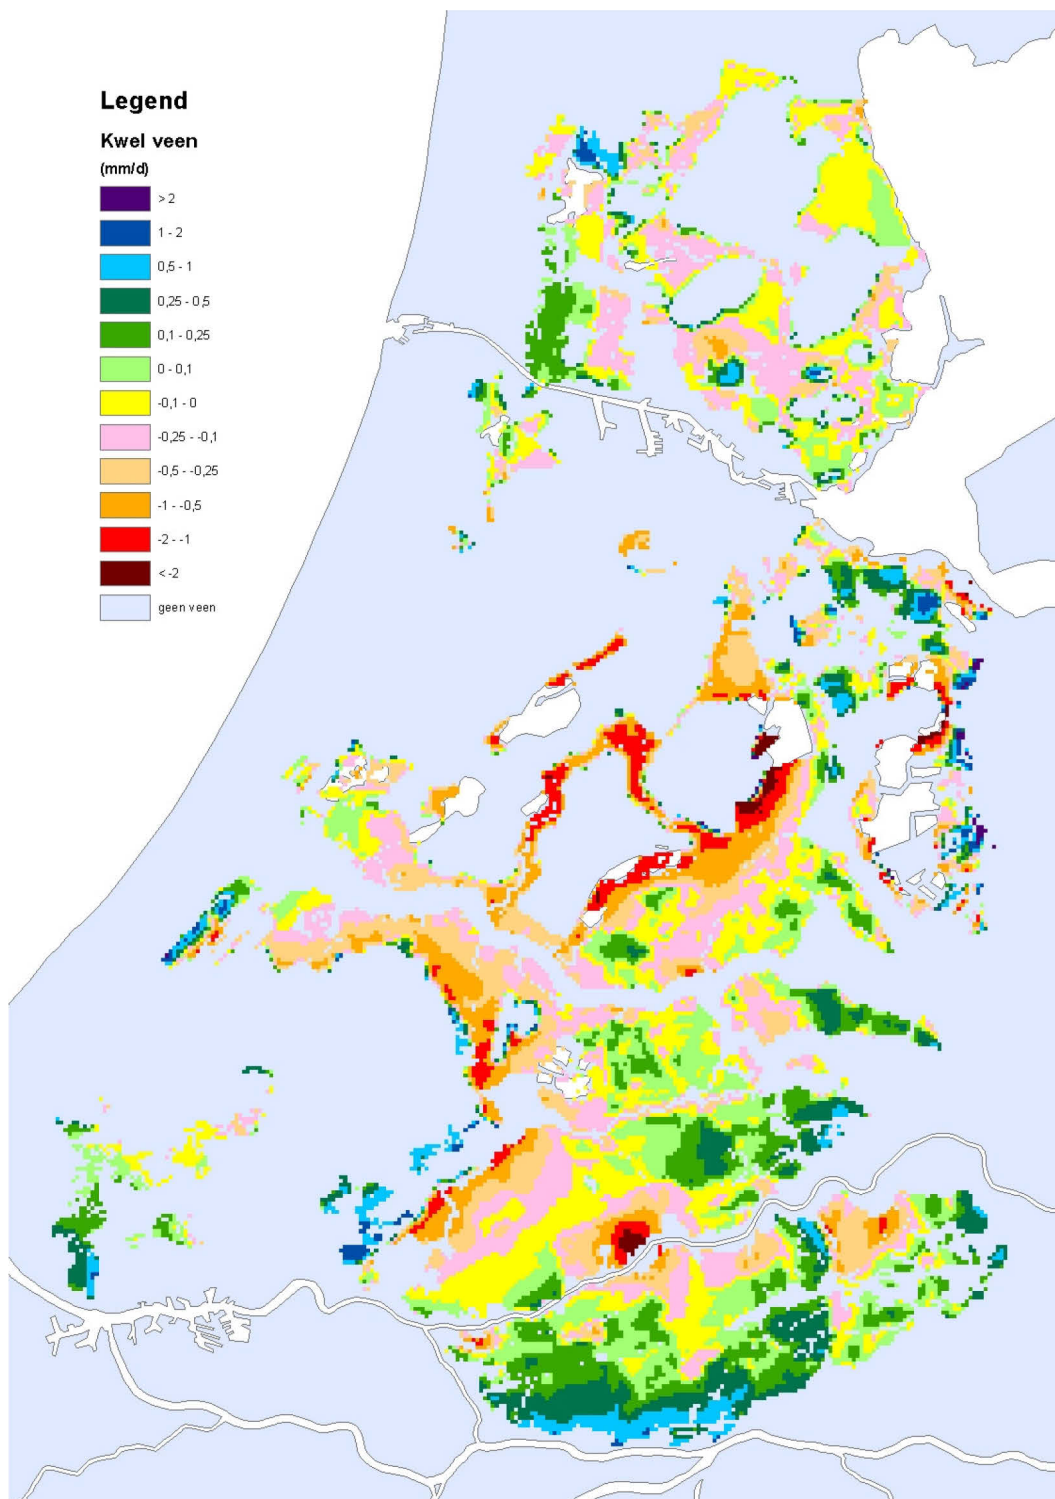 Legend
Kwel veen
(mm/d)
> 2
1 - 2
0,5 - 1
0,25 - 0,5
0,1 - 0,25
0 - 0,1
-0,1 - 0
-0,25 - -0,1
-0,5 - -0,25
-1 - -0,5
-2 - -1
< -2
geen veen